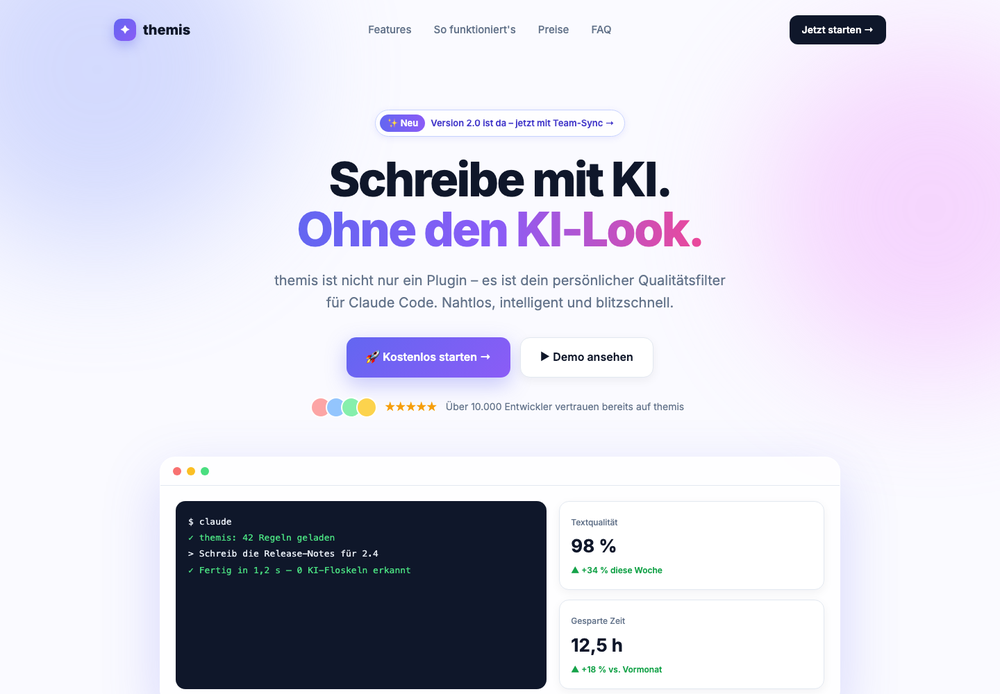 ✦ themis
Features
So funktioniert's
Preise
FAQ
Jetzt starten →
✨ Neu
Version 2.0 ist da – jetzt mit Team-Sync →
Schreibe mit KI.
Ohne den KI-Look.
themis ist nicht nur ein Plugin – es ist dein persönlicher Qualitätsfilter
für Claude Code. Nahtlos, intelligent und blitzschnell.
🚀 Kostenlos starten →
▶ Demo ansehen
★★★★★ Über 10.000 Entwickler vertrauen bereits auf themis
$ claude
✓ themis: 42 Regeln geladen
> Schreib die Release-Notes für 2.4
✓ Fertig in 1,2 s — 0 KI-Floskeln erkannt
Textqualität
98 %
▲ +34 % diese Woche
Gesparte Zeit
12,5 h
▲ +18 % vs. Vormonat